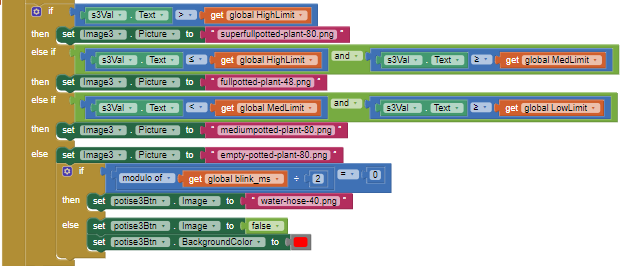 if s3Val . Text > get global HighLimit
then set Image3 . Picture to " superfullpotted-plant-80.png "
else if s3Val . Text ≤ get global HighLimit and s3Val . Text ≥ get global MedLimit
then set Image3 . Picture to " fullpotted-plant-48.png "
else if s3Val . Text < get global MedLimit and s3Val . Text ≥ get global LowLimit
then set Image3 . Picture to " mediumpotted-plant-80.png "
else set Image3 . Picture to " empty-potted-plant-80.png "
if modulo of get global blink_ms ÷ 2 = 0
then set potise3Btn . Image to " water-hose-40.png "
else set potise3Btn . Image to false
set potise3Btn . BackgroundColor to